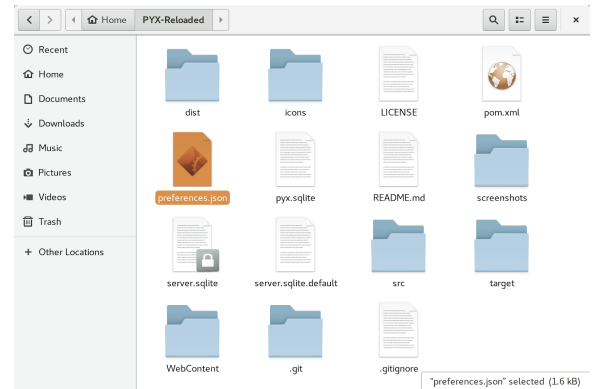 Home PYX-Reloaded
Recent
Home
Documents
Downloads
Music
Pictures
Videos
Trash
+ Other Locations
dist icons LICENSE pom.xml
preferences.json pyx.sqlite README.md screenshots
server.sqlite server.sqlite.default src target
WebContent .git .gitignore
"preferences.json" selected (1.6 kB)